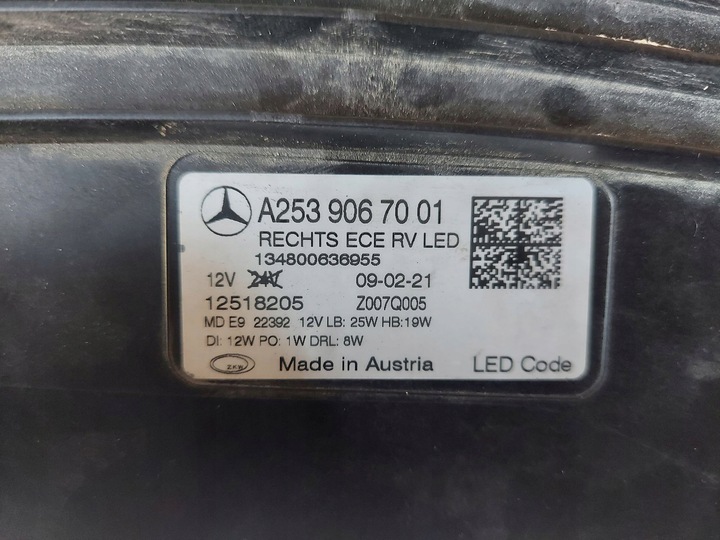 A253 906 70 01
RECHTS ECE RV LED
134800636955
12V 24V 09-02-21
12518205 Z007Q005
MD E9 22392 12V LB: 25W HB:19W
DI: 12W PO: 1W DRL: 8W
ZKW Made in Austria LED Code